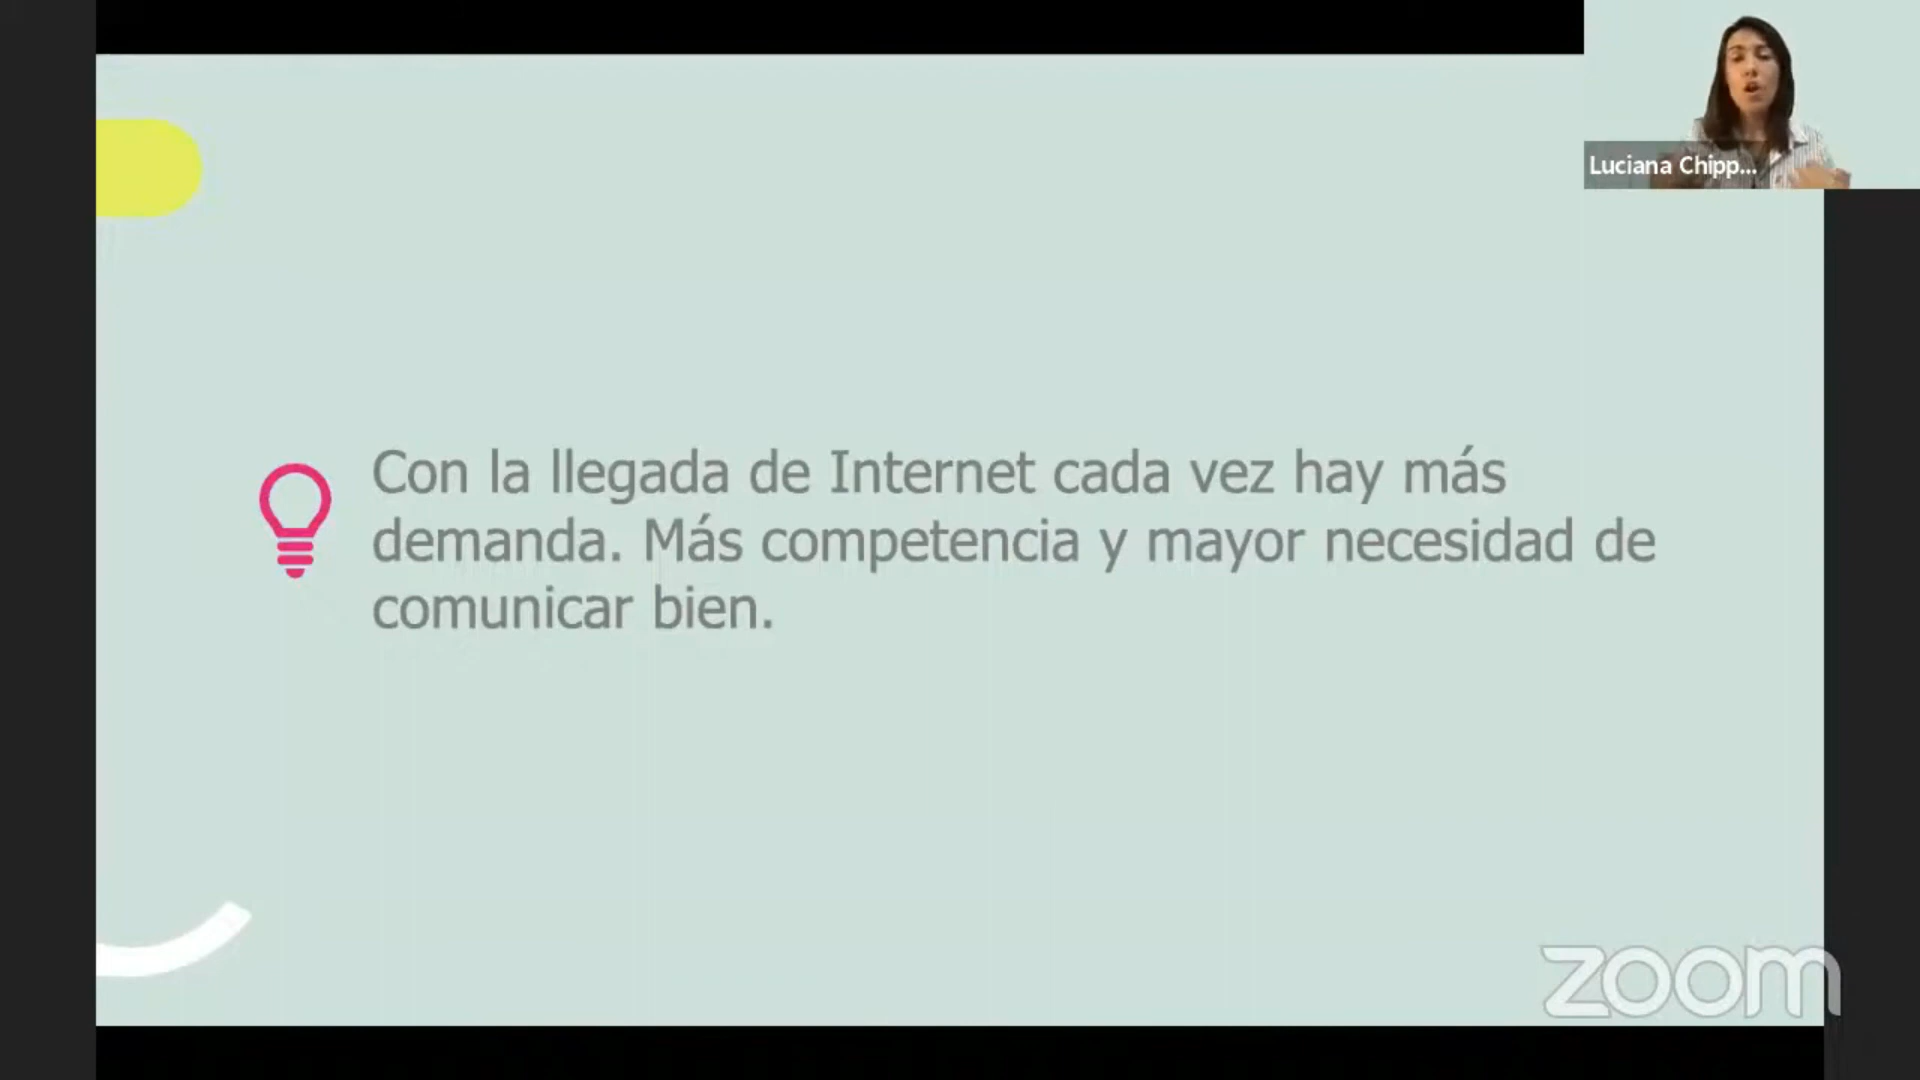 Luciana Chipp...
Con la llegada de Internet cada vez hay más
demanda. Más competencia y mayor necesidad de
comunicar bien.
zoom